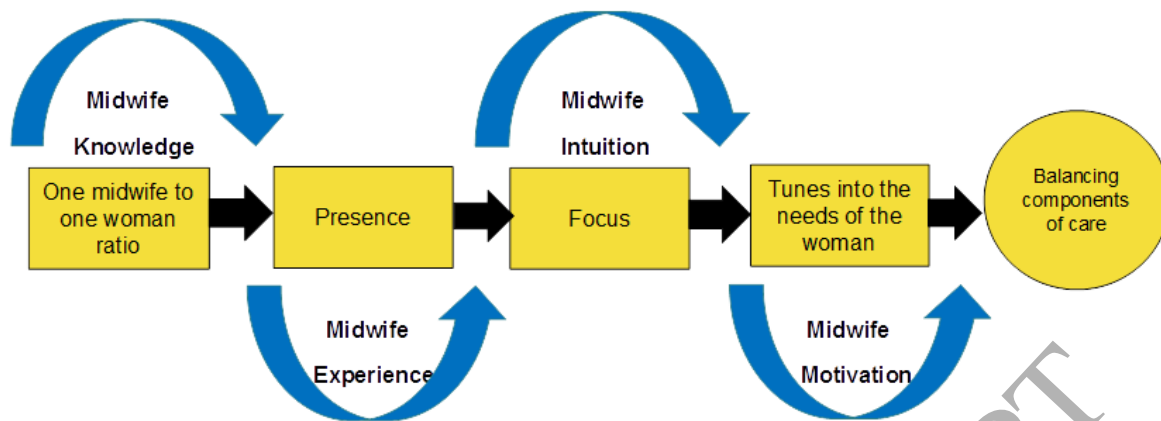 Midwife
Knowledge
One midwife to
one woman
ratio
Presence
Midwife
Experience
Midwife
Intuition
Focus
Tunes into the
needs of the
woman
Midwife
Motivation
Balancing
components
of care
PT